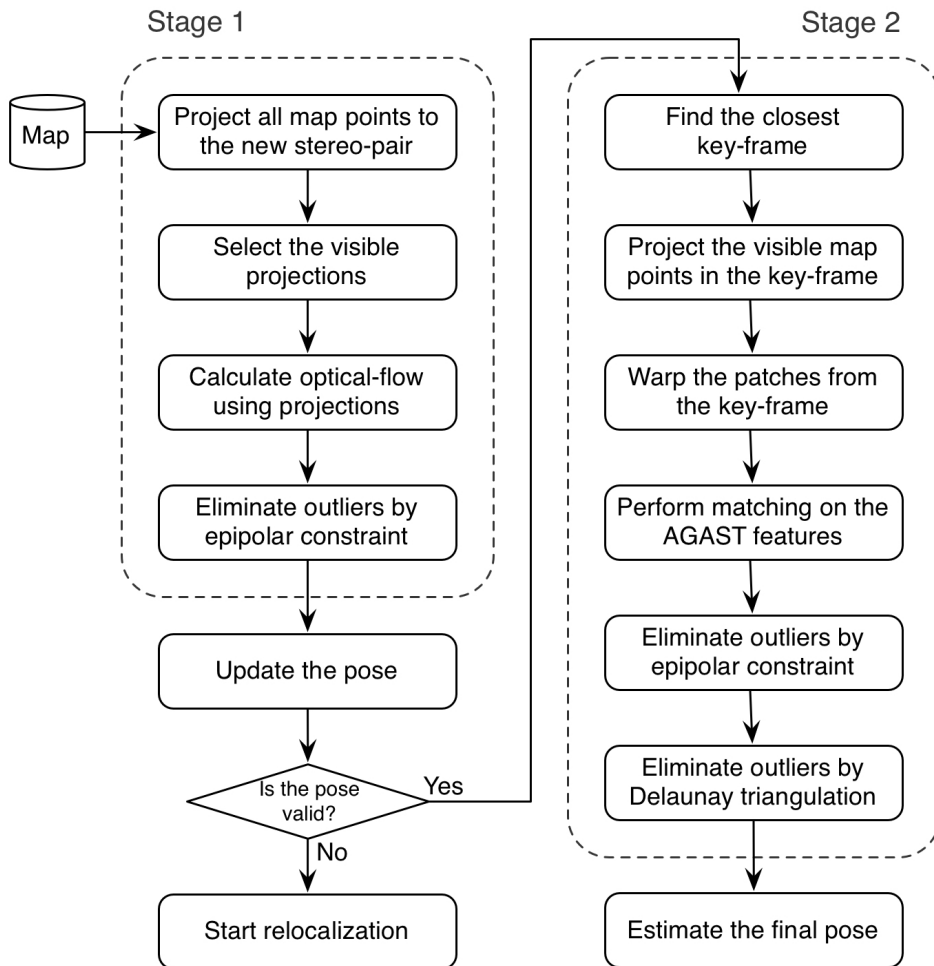 Stage 1
Map
Project all map points to
the new stereo-pair
Select the visible
projections
Calculate optical-flow
using projections
Eliminate outliers by
epipolar constraint
Update the pose
Is the pose
valid?
Yes
No
Start relocalization
Stage 2
Find the closest
key-frame
Project the visible map
points in the key-frame
Warp the patches from
the key-frame
Perform matching on the
AGAST features
Eliminate outliers by
epipolar constraint
Eliminate outliers by
Delaunay triangulation
Estimate the final pose